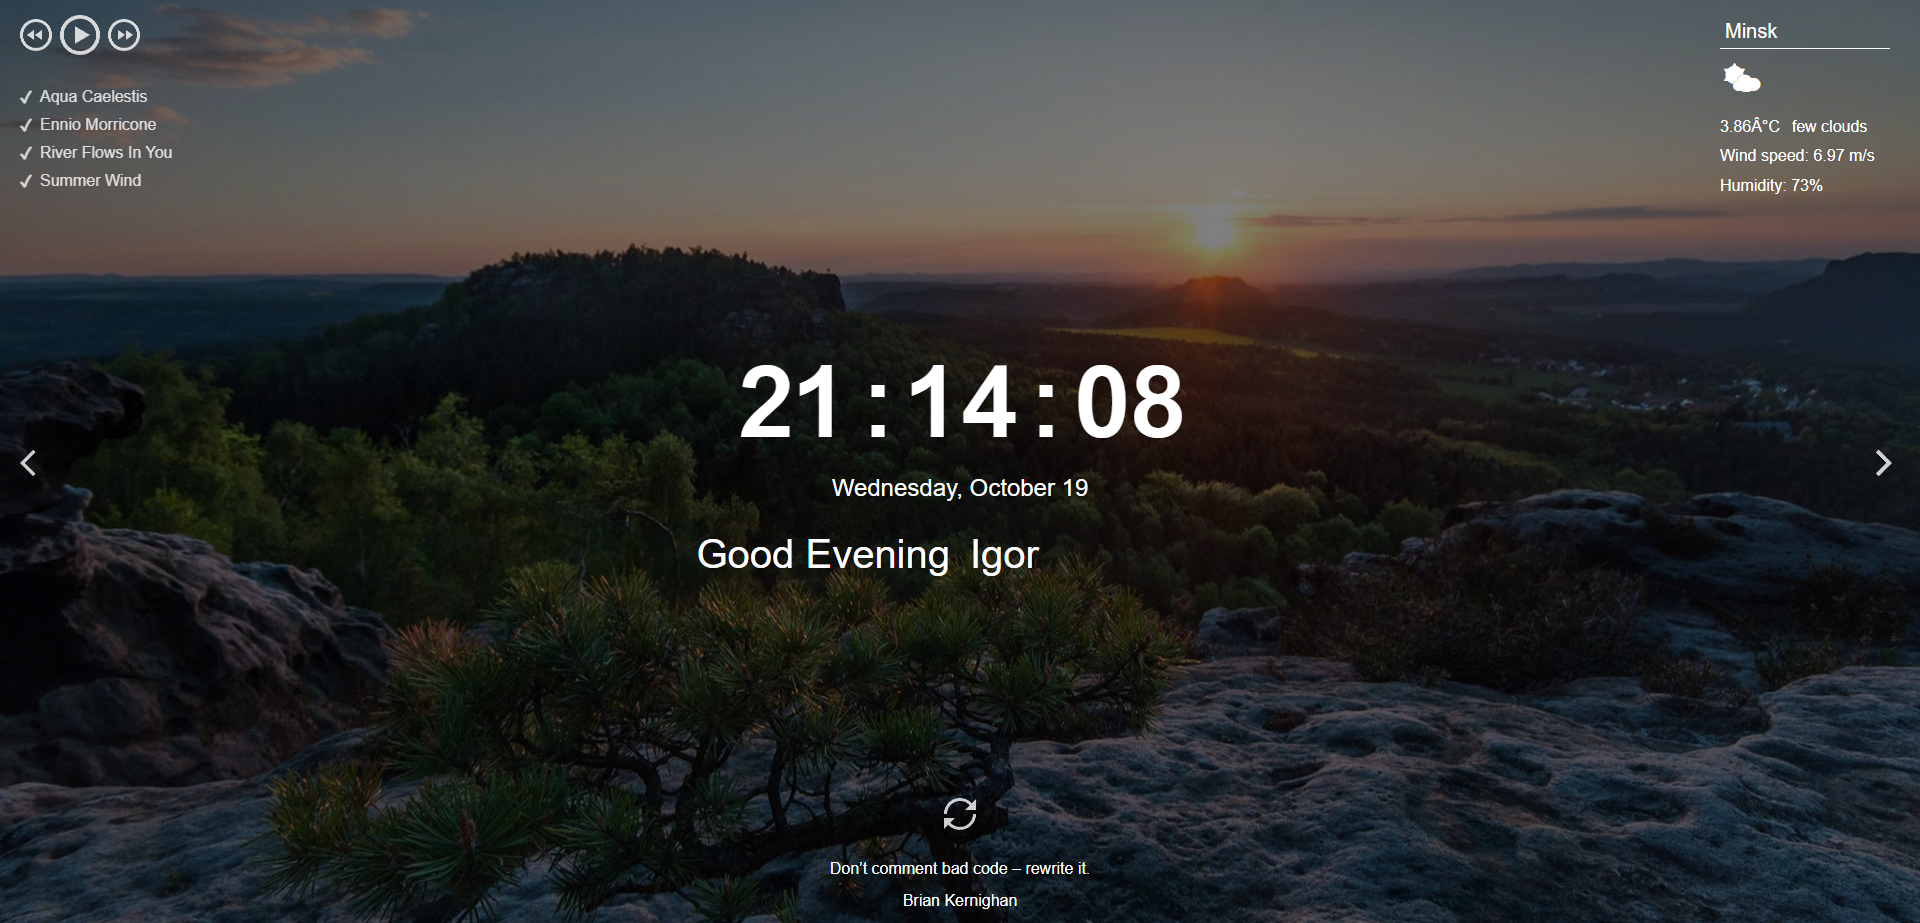 Aqua Caelestis
Ennio Morricone
River Flows In You
Summer Wind
Minsk
3.86Â°C few clouds
Wind speed: 6.97 m/s
Humidity: 73%
21:14:08
Wednesday, October 19
Good Evening Igor
Don’t comment bad code – rewrite it.
Brian Kernighan